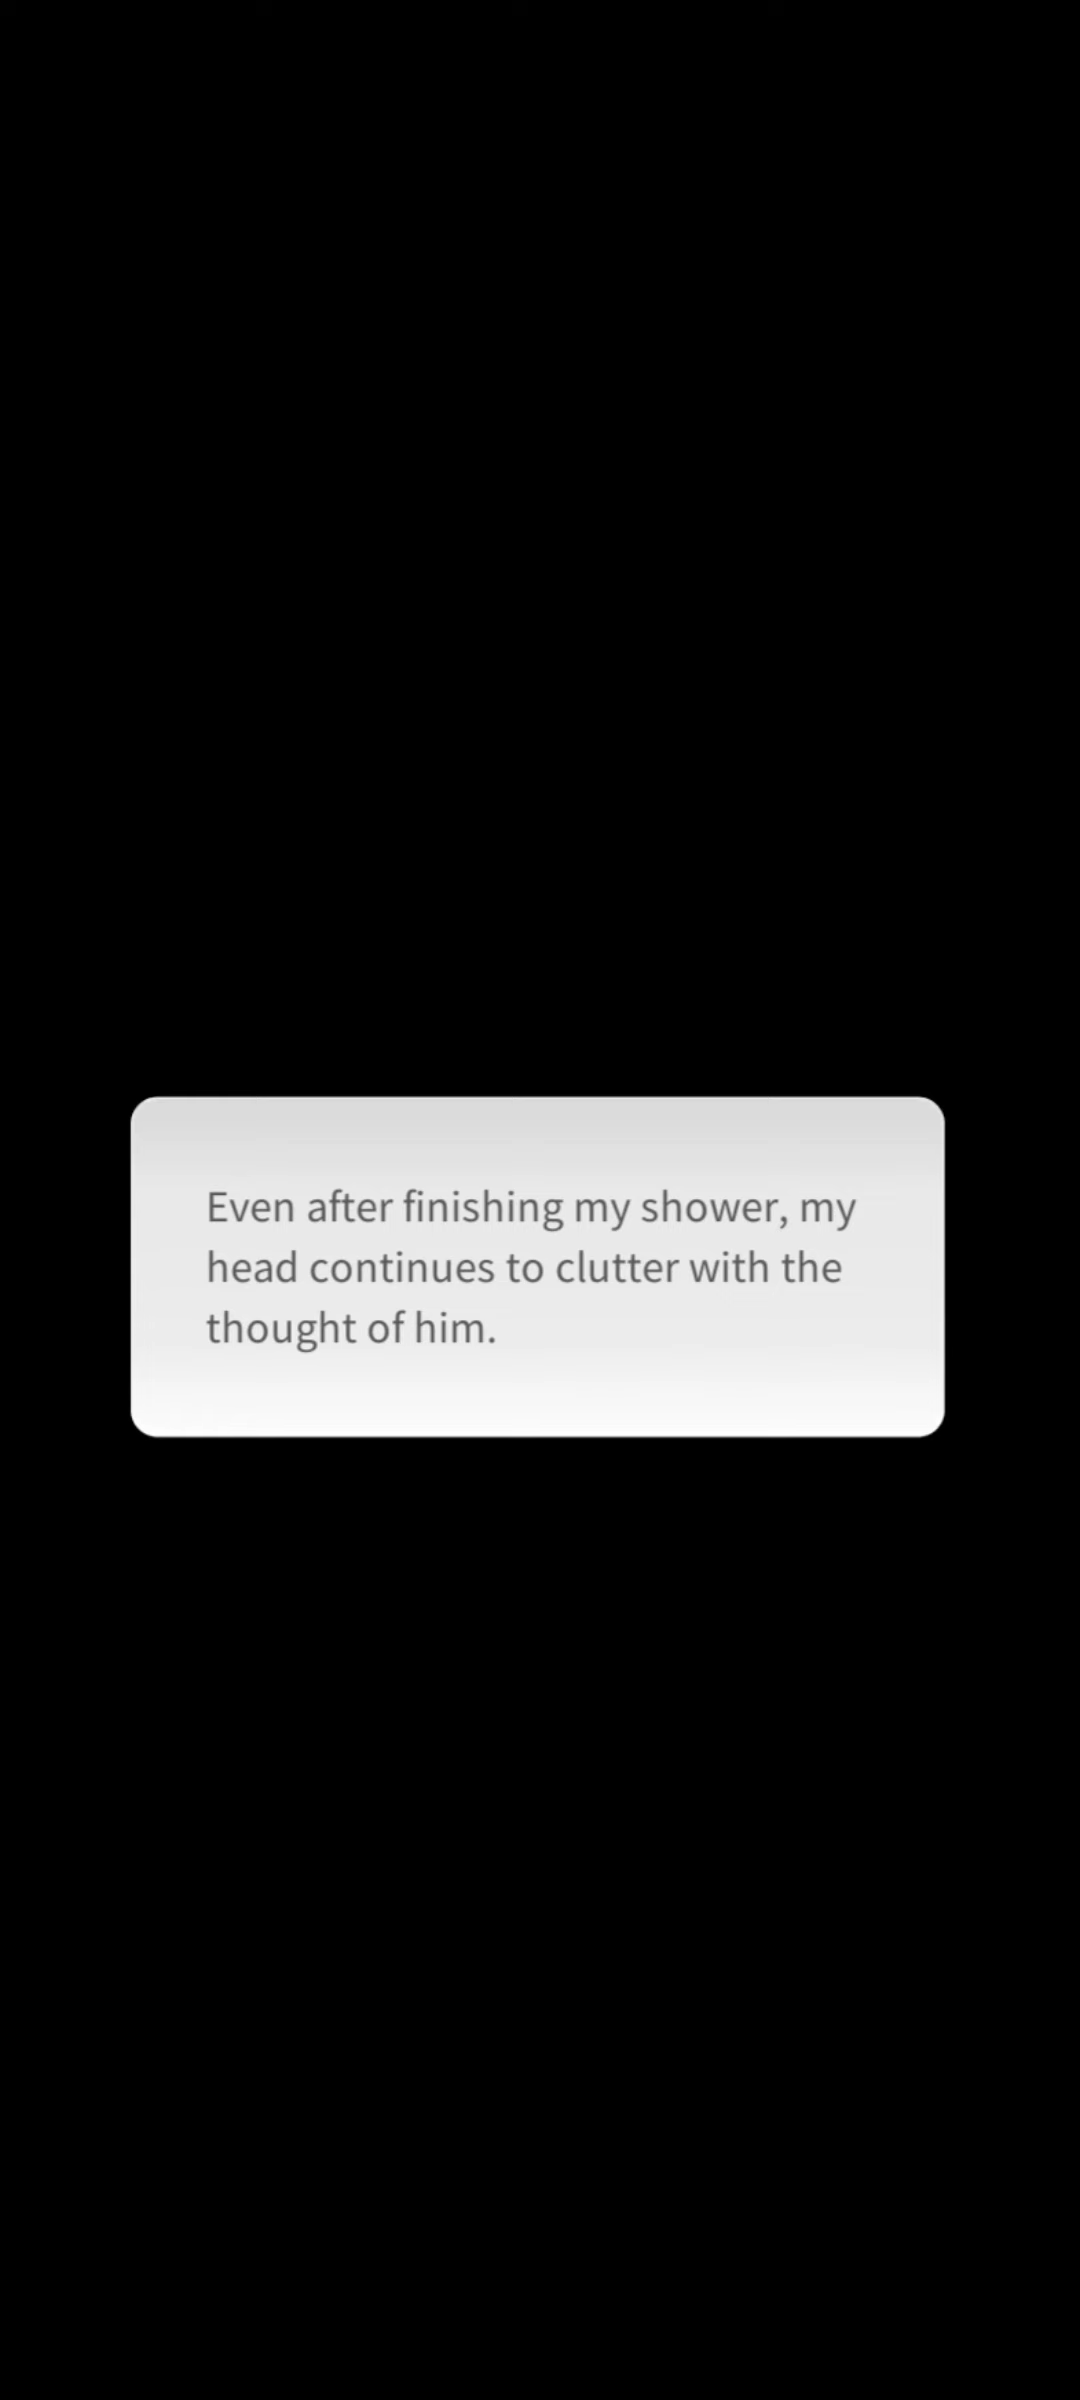 Even after finishing my shower, my
head continues to clutter with the
thought of him.